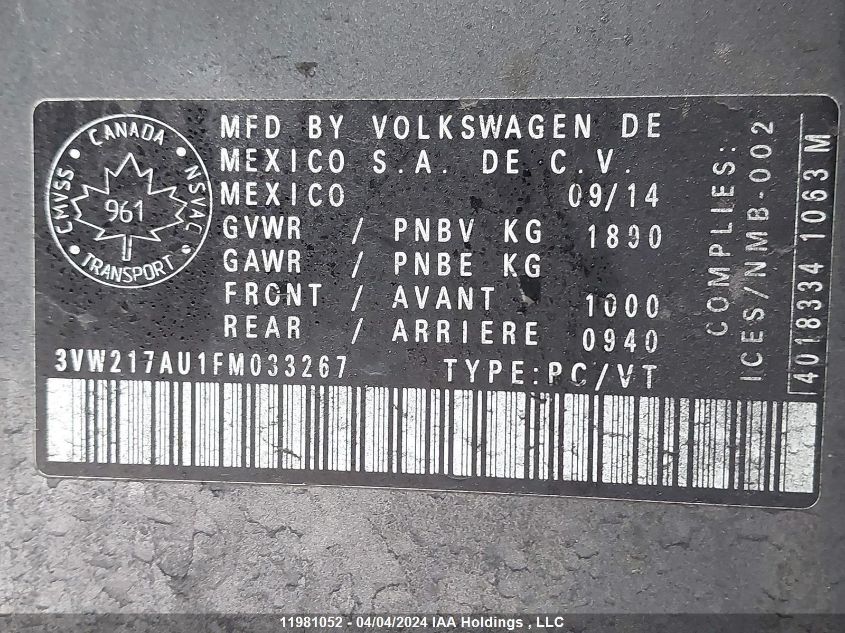 CANADA
CMVSS
NSVAC
961
TRANSPORT
MFD BY VOLKSWAGEN DE
MEXICO S.A. DE C.V.
MEXICO 09/14
GVWR / PNBV KG 1890
GAWR / PNBE KG
FRONT / AVANT 1000
REAR / ARRIERE 0940
3VW217AU1FM033267 TYPE:PC/VT
COMPLIES:
ICES/NMB-002
4018334 1063 M
11981052 - 04/04/2024 IAA Holdings , LLC